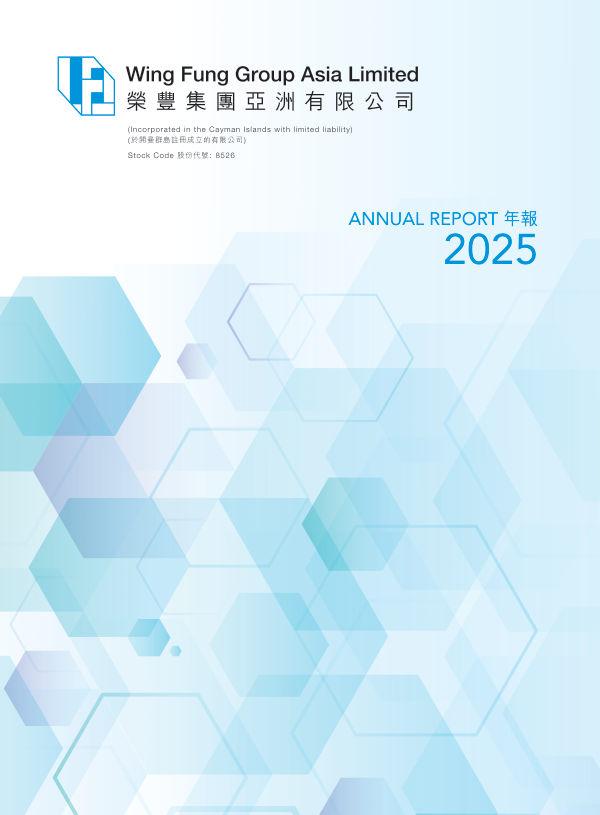 Wing Fung Group Asia Limited
榮豐集團亞洲有限公司
(Incorporated in the Cayman Islands with limited liability)
(於開曼群島註冊成立的有限公司)
Stock Code 股份代號: 8526
ANNUAL REPORT 年報
2025